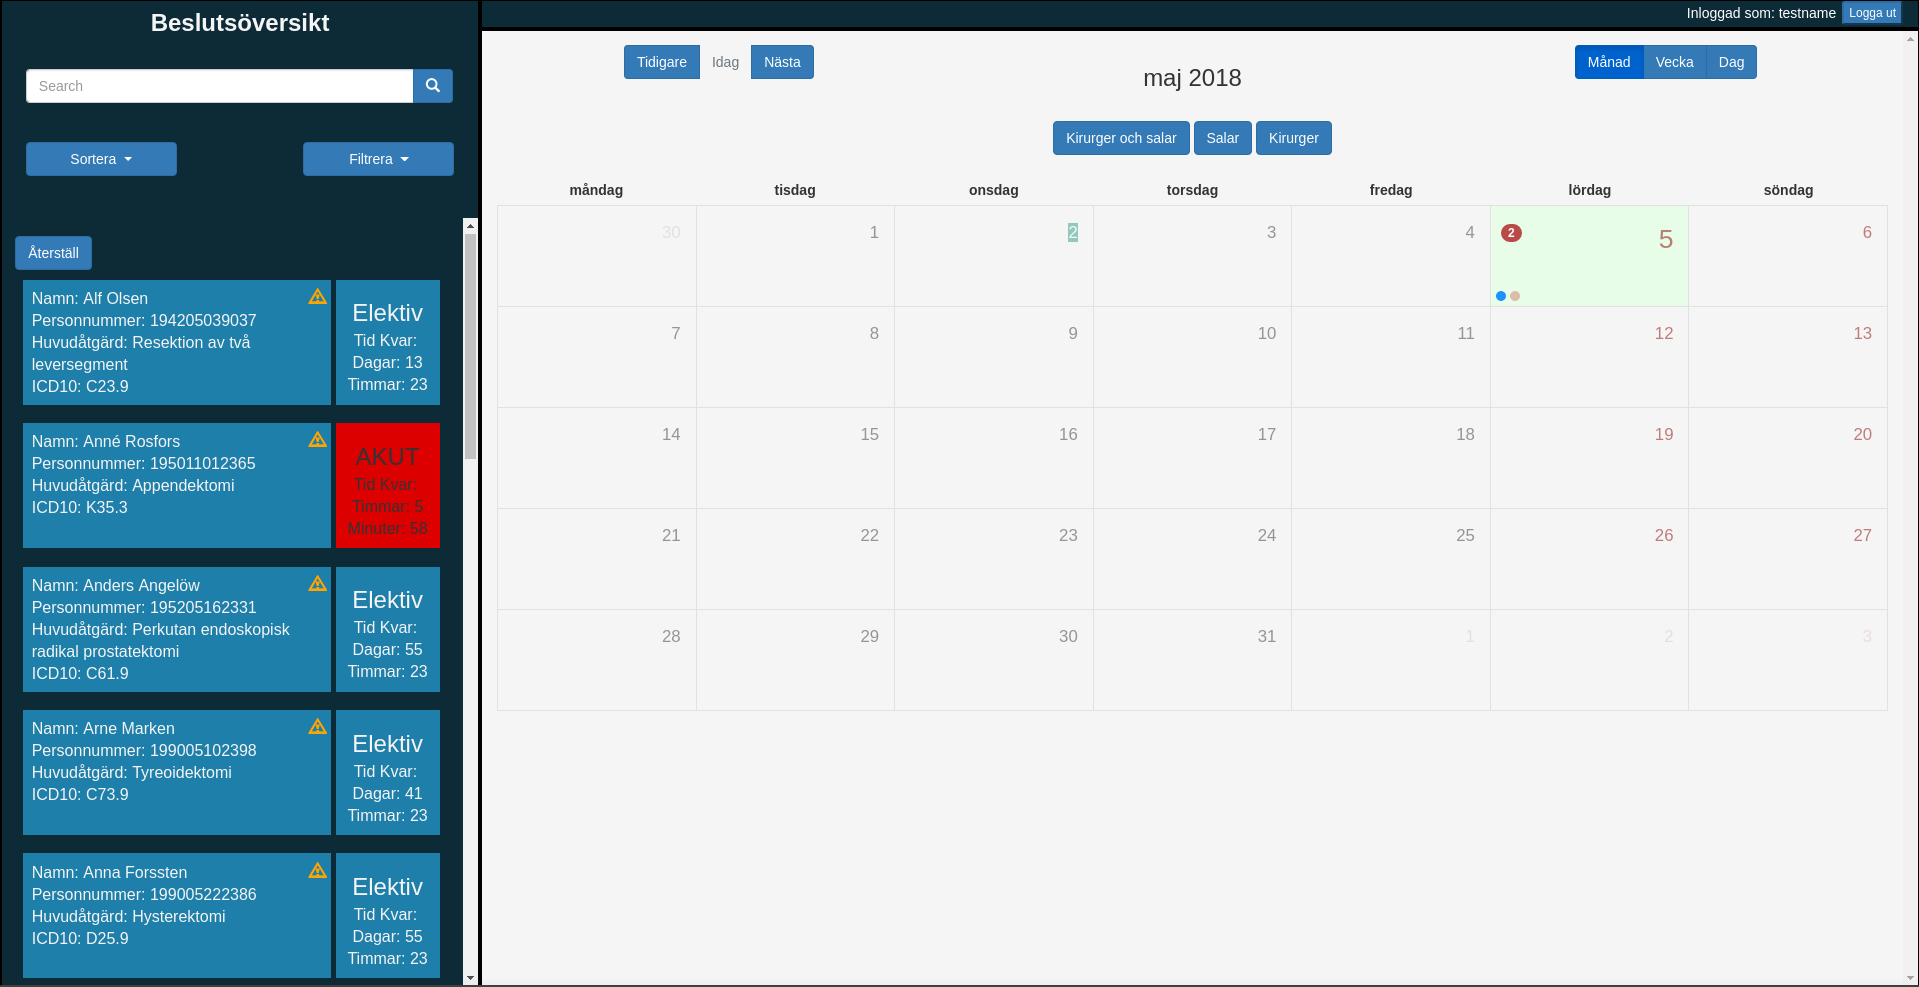 Beslutsöversikt
Search
Sortera
Filtrera
Återställ
Namn: Alf Olsen
Personnummer: 194205039037
Huvudåtgärd: Resektion av två
leversegment
ICD10: C23.9
Elektiv
Tid Kvar:
Dagar: 13
Timmar: 23
Namn: Anné Rosfors
Personnummer: 195011012365
Huvudåtgärd: Appendektomi
ICD10: K35.3
AKUT
Tid Kvar:
Timmar: 5
Minuter: 58
Namn: Anders Angelöw
Personnummer: 195205162331
Huvudåtgärd: Perkutan endoskopisk
radikal prostatektomi
ICD10: C61.9
Elektiv
Tid Kvar:
Dagar: 55
Timmar: 23
Namn: Arne Marken
Personnummer: 199005102398
Huvudåtgärd: Tyreoidektomi
ICD10: C73.9
Elektiv
Tid Kvar:
Dagar: 41
Timmar: 23
Namn: Anna Forssten
Personnummer: 199005222386
Huvudåtgärd: Hysterektomi
ICD10: D25.9
Elektiv
Tid Kvar:
Dagar: 55
Timmar: 23
Inloggad som: testname Logga ut
Tidigare Idag Nästa
maj 2018
Månad Vecka Dag
Kirurger och salar Salar Kirurger
måndag tisdag onsdag torsdag fredag lördag söndag
30 1 2 3 4 2 5 6
7 8 9 10 11 12 13
14 15 16 17 18 19 20
21 22 23 24 25 26 27
28 29 30 31 1 2 3